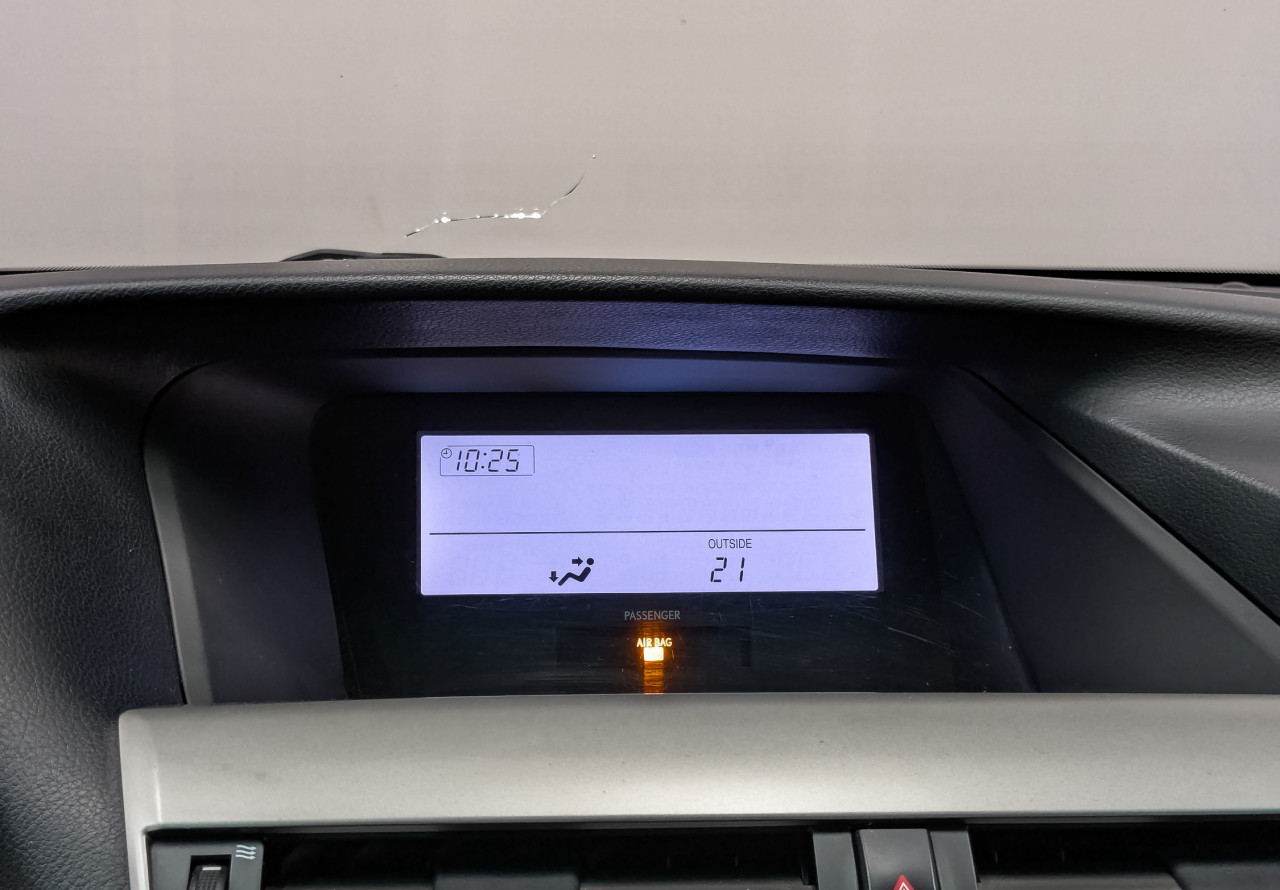 10:25
OUTSIDE
21
PASSENGER
AIR BAG